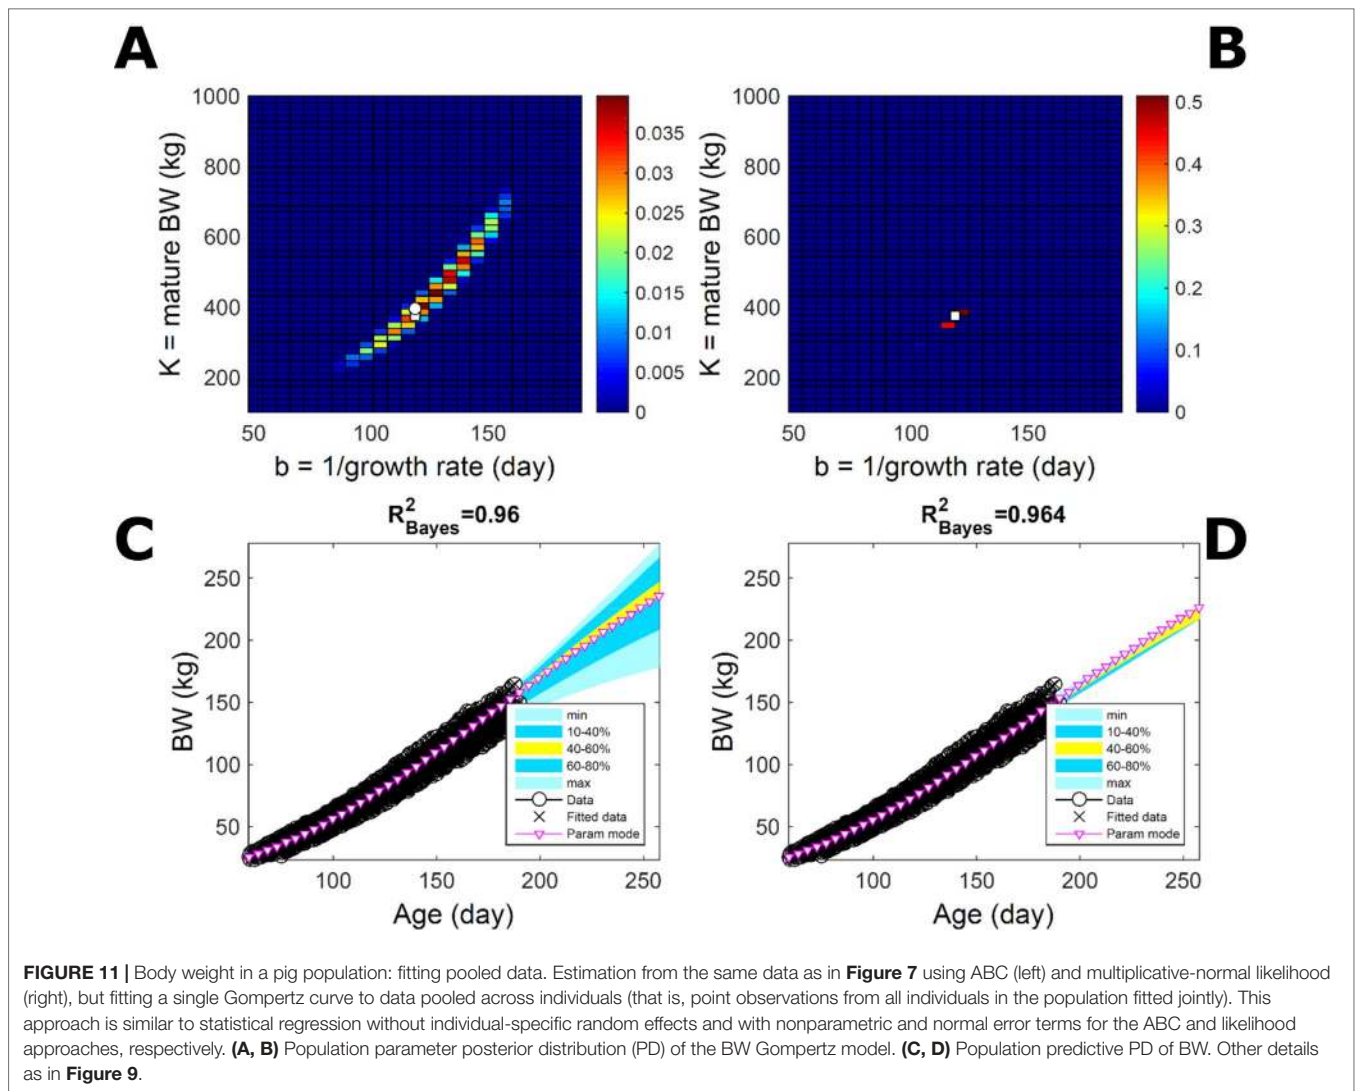 A
B
1000
800
600
400
200
K = mature BW (kg)
50
100
150
b = 1/growth rate (day)
0.035
0.03
0.025
0.02
0.015
0.01
0.005
0
1000
800
600
400
200
K = mature BW (kg)
50
100
150
b = 1/growth rate (day)
0.5
0.4
0.3
0.2
0.1
0
C
R²Bayes=0.96
250
200
150
100
50
BW (kg)
min
10-40%
40-60%
60-80%
max
Data
Fitted data
Param mode
100
150
200
250
Age (day)
R²Bayes=0.964
D
250
200
150
100
50
BW (kg)
min
10-40%
40-60%
60-80%
max
Data
Fitted data
Param mode
100
150
200
250
Age (day)
FIGURE 11 | Body weight in a pig population: fitting pooled data. Estimation from the same data as in Figure 7 using ABC (left) and multiplicative-normal likelihood
(right), but fitting a single Gompertz curve to data pooled across individuals (that is, point observations from all individuals in the population fitted jointly). This
approach is similar to statistical regression without individual-specific random effects and with nonparametric and normal error terms for the ABC and likelihood
approaches, respectively. (A, B) Population parameter posterior distribution (PD) of the BW Gompertz model. (C, D) Population predictive PD of BW. Other details
as in Figure 9.